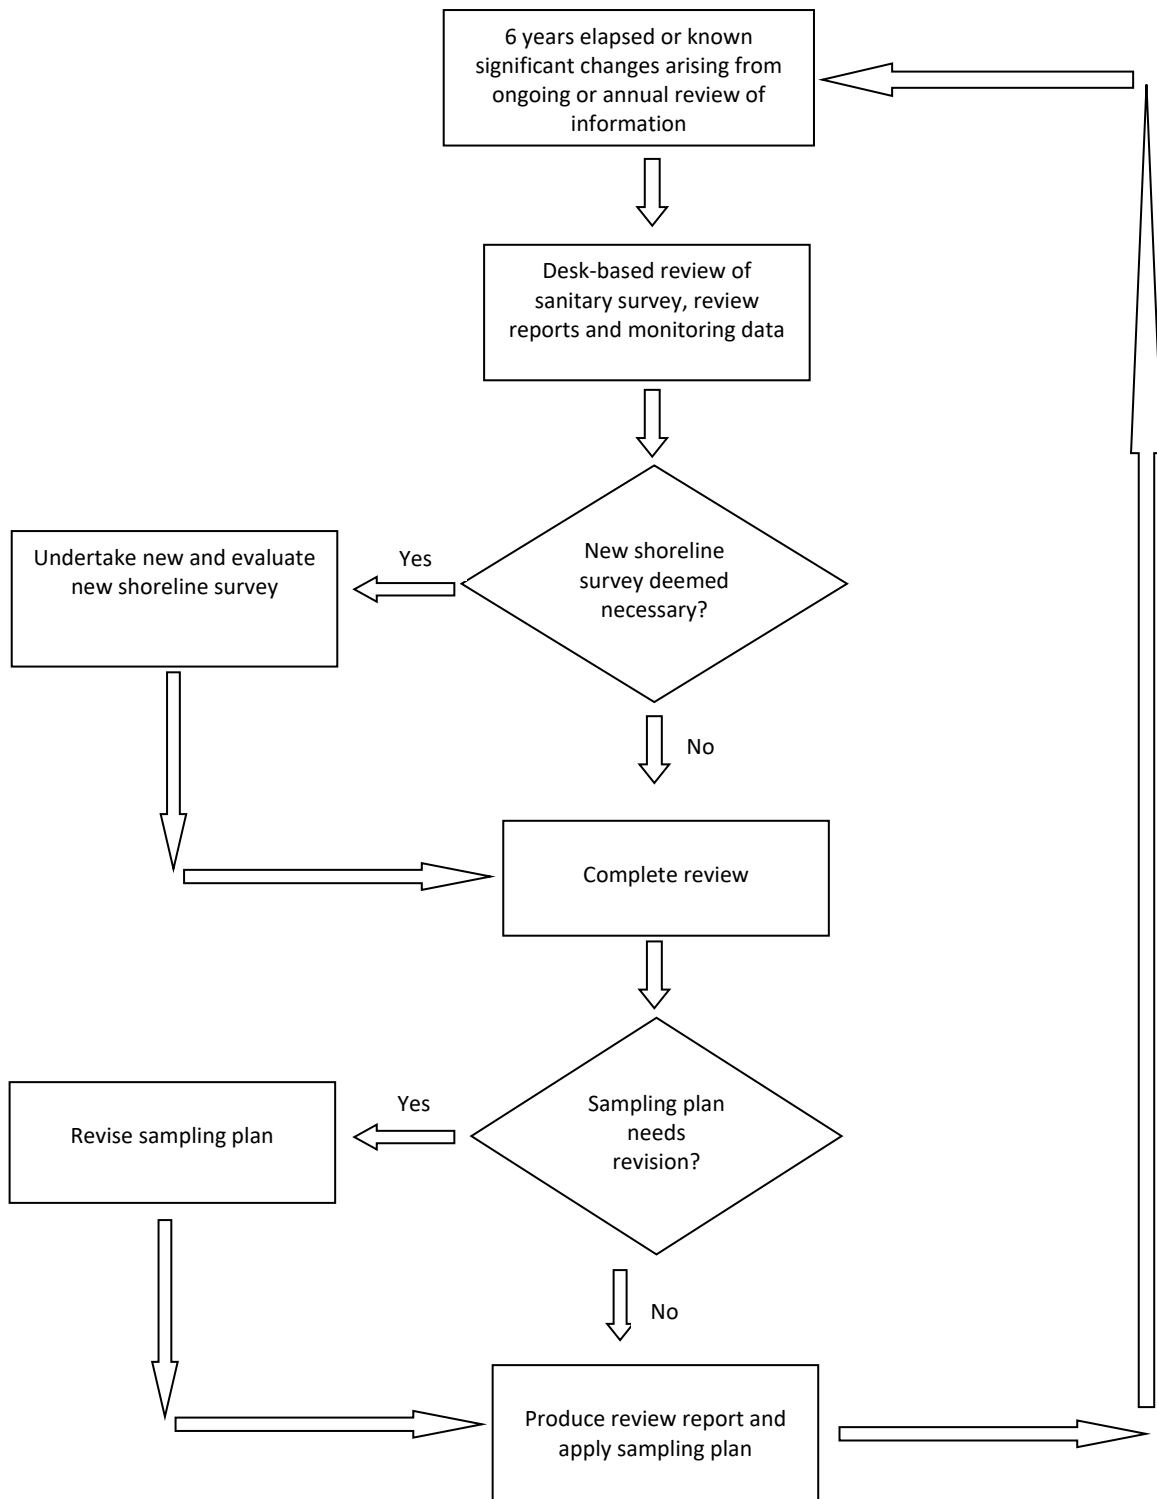 6 years elapsed or known
significant changes arising from
ongoing or annual review of
information
Desk-based review of
sanitary survey, review
reports and monitoring data
New shoreline
survey deemed
necessary?
Yes
Undertake new and evaluate
new shoreline survey
No
Complete review
Sampling plan
needs
revision?
Yes
Revise sampling plan
No
Produce review report and
apply sampling plan